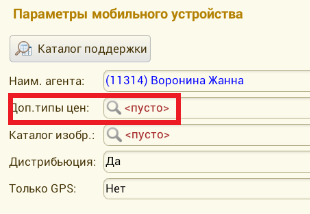 Параметры мобильного устройства
Каталог поддержки
Наим. агента: (11314) Воронина Жанна
Доп.типы цен: <пусто>
Каталог изобр.: <пусто>
Дистрибьюция: Да
Только GPS: Нет